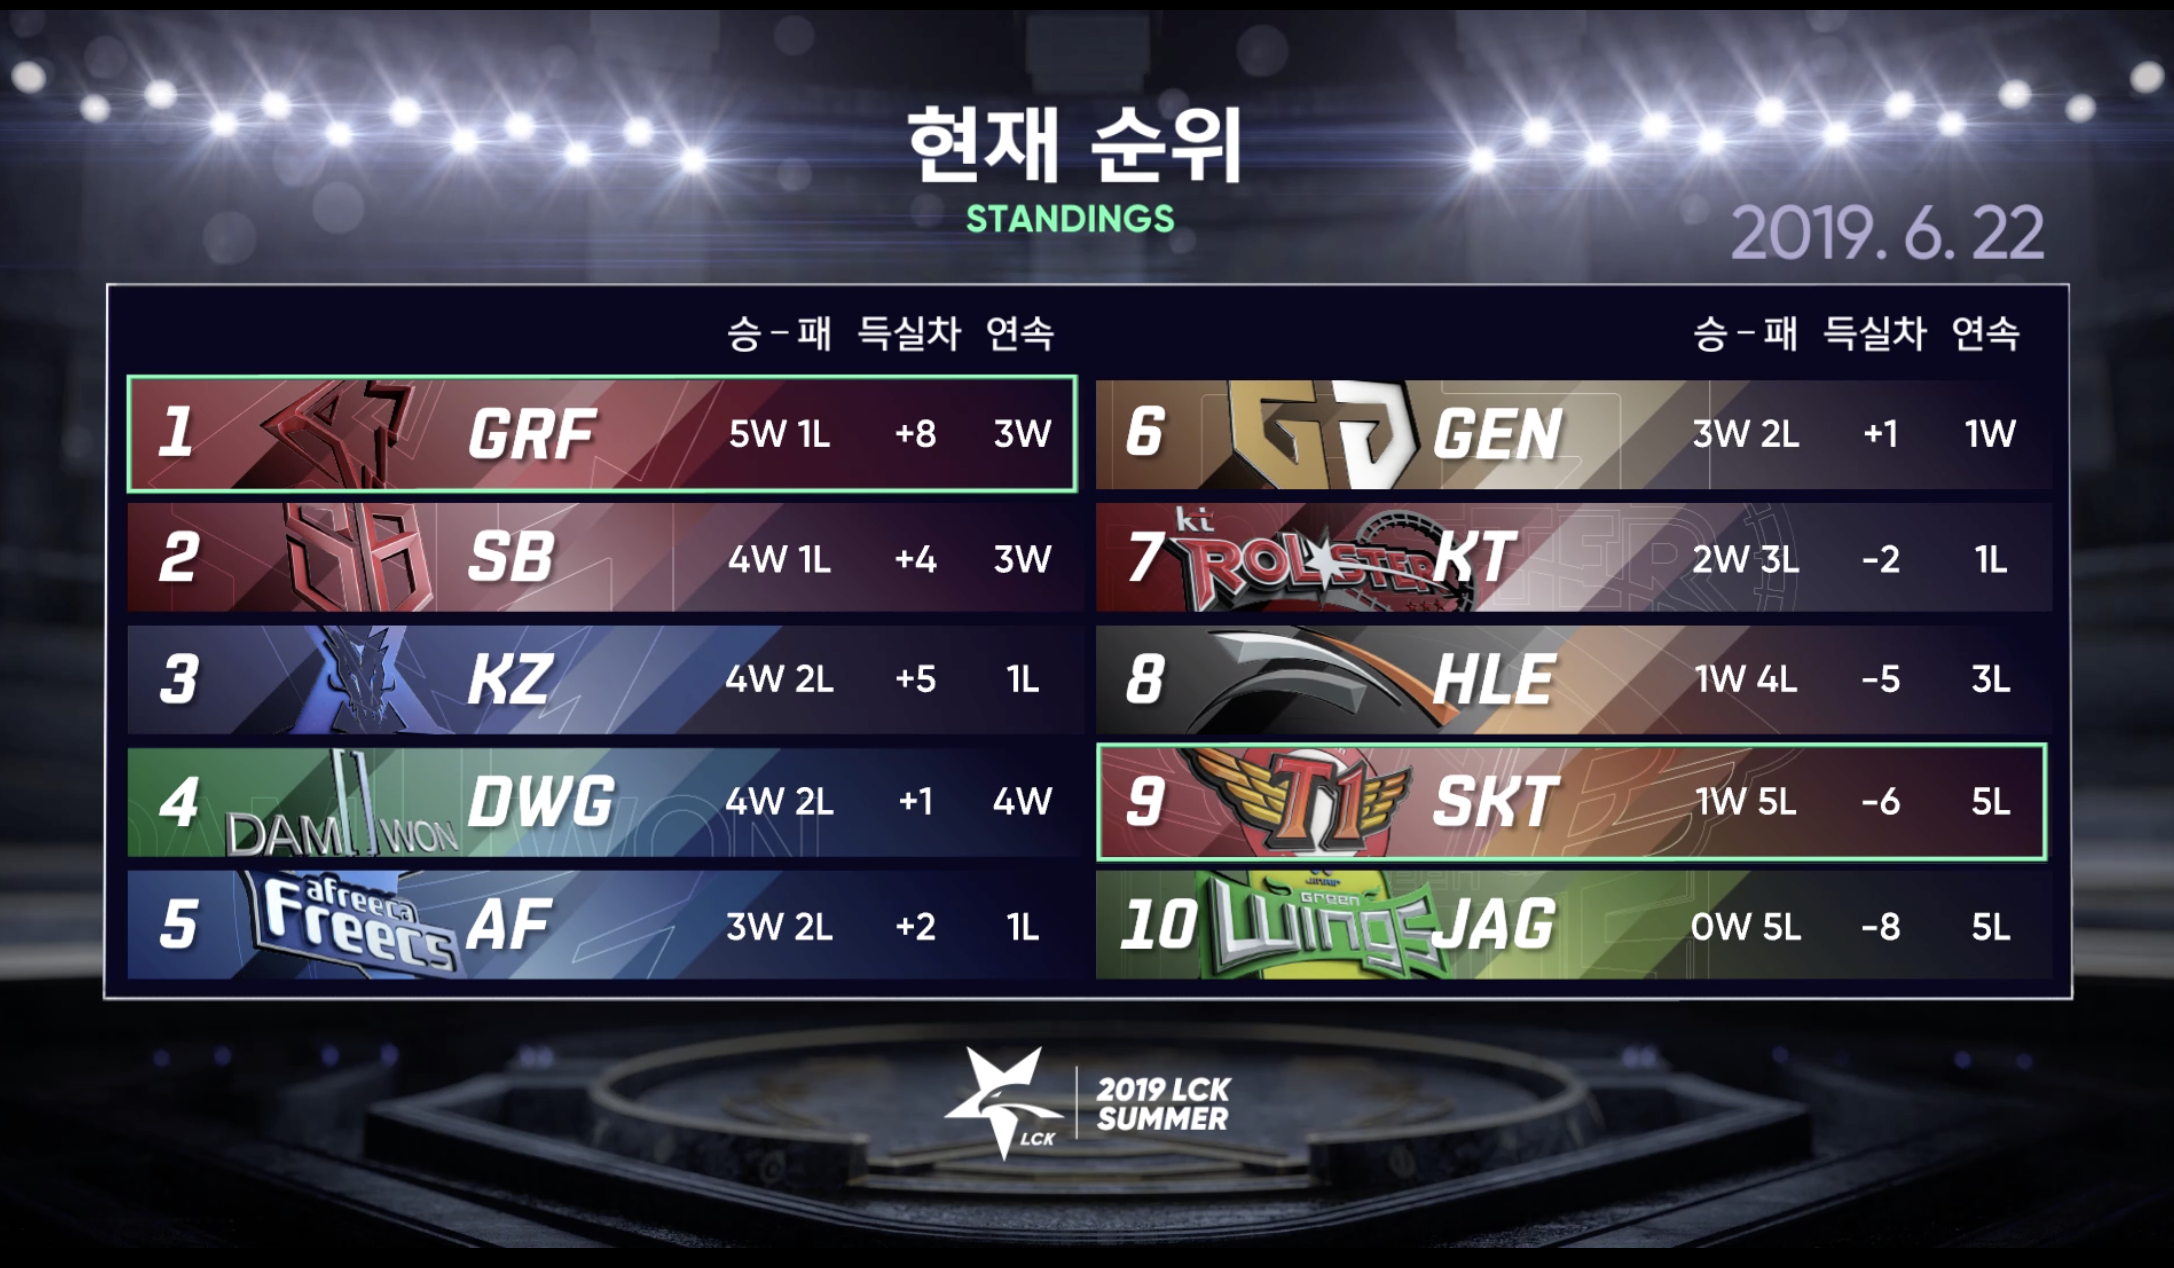 현재 순위
STANDINGS
2019. 6. 22
승 - 패 득실차 연속
1 GRF 5W 1L +8 3W
2 SB SB 4W 1L +4 3W
3 KZ 4W 2L +5 1L
4 DAMWON DWG 4W 2L +1 4W
5 afreeca Freecs AF 3W 2L +2 1L
승 - 패 득실차 연속
6 GEN 3W 2L +1 1W
7 kt ROLSTER KT 2W 3L -2 1L
8 HLE 1W 4L -5 3L
9 T1 SKT 1W 5L -6 5L
10 Green Wings JAG 0W 5L -8 5L
LCK
2019 LCK
SUMMER